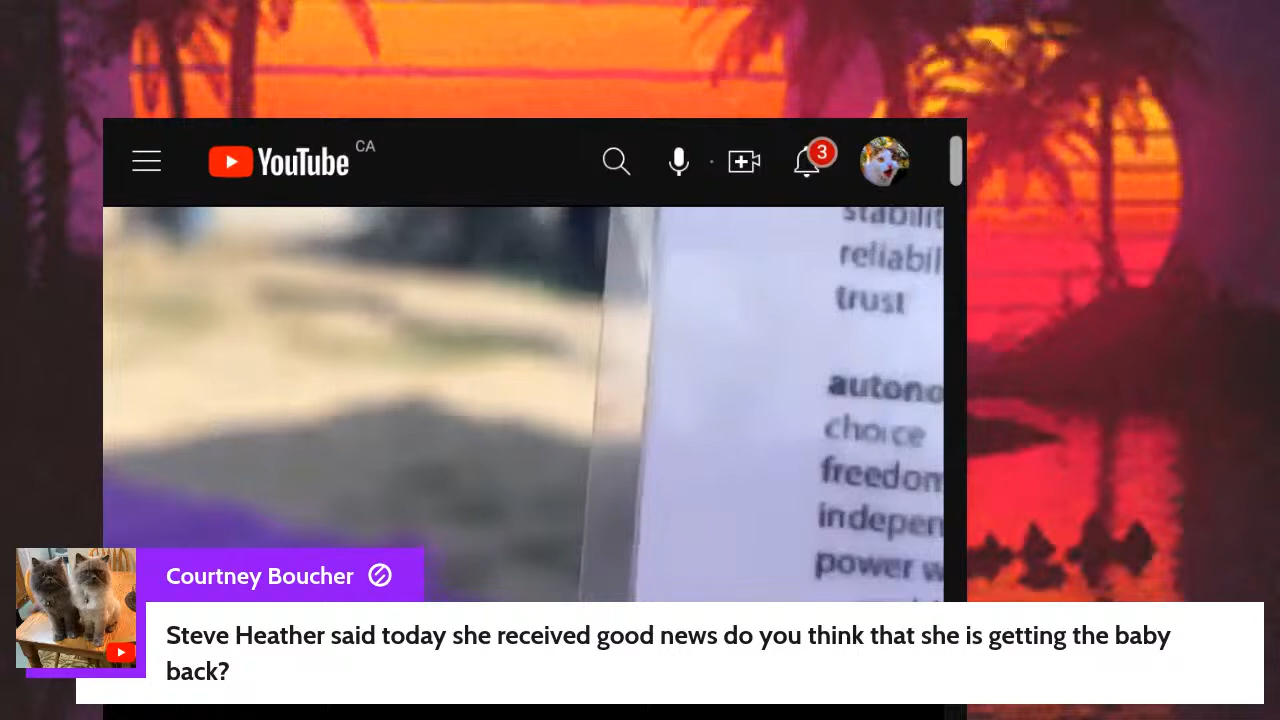 YouTube
CA
3
reliabil
trust
autono
choice
freedom
indepen
power w
Courtney Boucher
Steve Heather said today she received good news do you think that she is getting the baby
back?